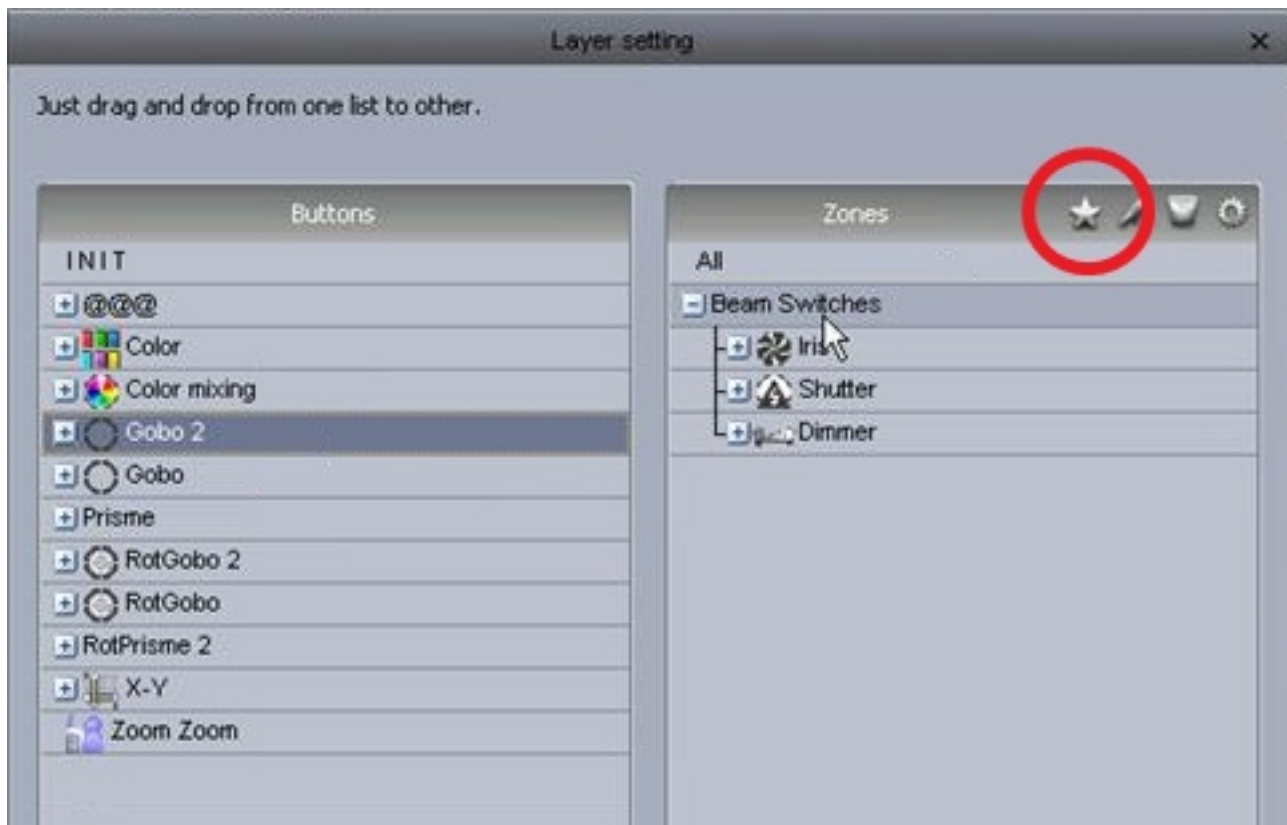 Layer setting
Just drag and drop from one list to other.
Buttons
INIT
@@@
Color
Color mixing
Gobo 2
Gobo
Prisme
RotGobo 2
RotGobo
RotPrisme 2
X-Y
Zoom Zoom
Zones
All
Beam Switches
Iris
Shutter
Dimmer